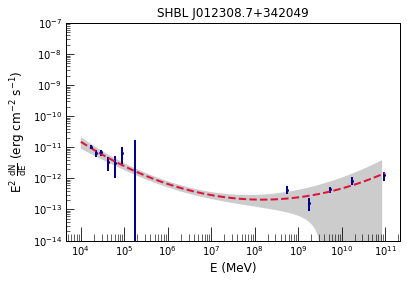 SHBL J012308.7+342049
10⁻⁷
10⁻⁸
10⁻⁹
10⁻¹⁰
10⁻¹¹
10⁻¹²
10⁻¹³
10⁻¹⁴
E² dN/dE (erg cm⁻² s⁻¹)
10⁴ 10⁵ 10⁶ 10⁷ 10⁸ 10⁹ 10¹⁰ 10¹¹
E (MeV)